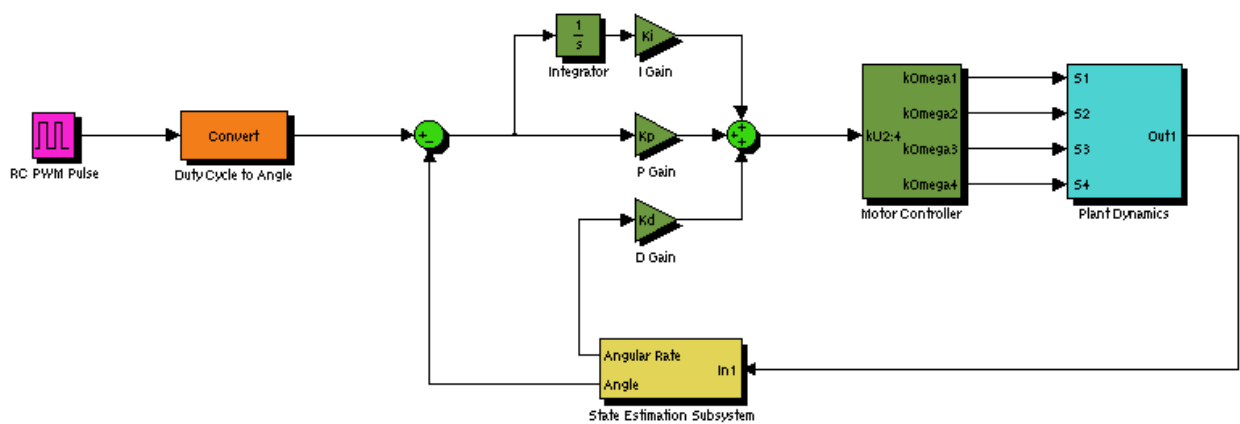 1
s
Integrator
Ki
I Gain
RC PWM Pulse
Convert
Duty Cycle to Angle
+
-
Kp
P Gain
+
+
+
kU2:4
kOmega1
kOmega2
kOmega3
kOmega4
Motor Controller
S1
S2
S3
S4
Out1
Plant Dynamics
Kd
D Gain
Angular Rate
Angle
In1
State Estimation Subsystem